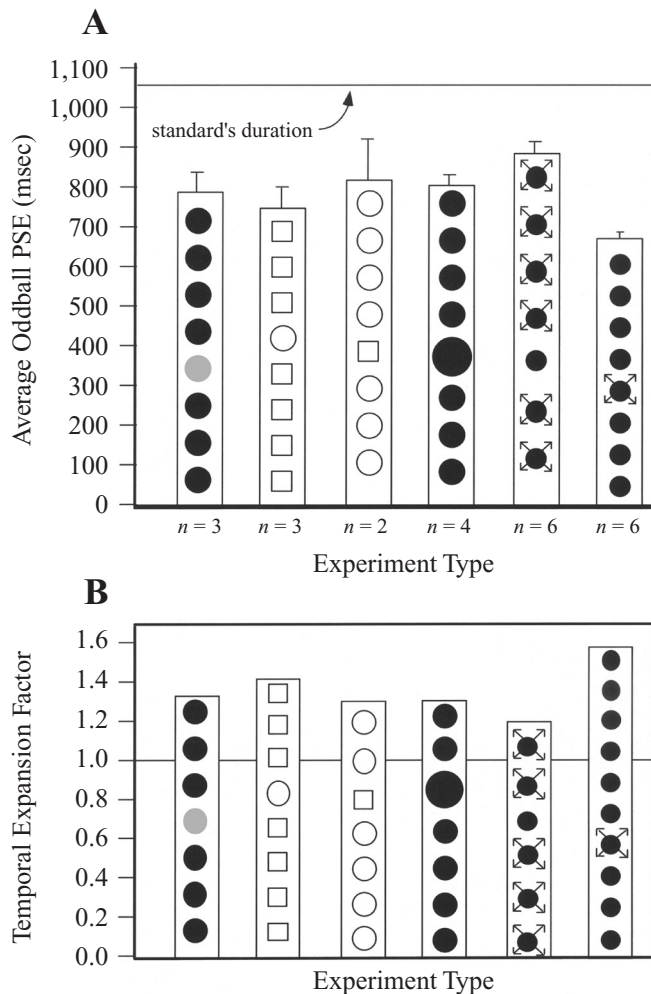 A
Average Oddball PSE (msec)
1,100
1,000
900
800
700
600
500
400
300
200
100
0
standard's duration
n = 3
n = 3
n = 2
n = 4
n = 6
n = 6
Experiment Type
B
Temporal Expansion Factor
1.6
1.4
1.2
1.0
0.8
0.6
0.4
0.2
0.0
Experiment Type